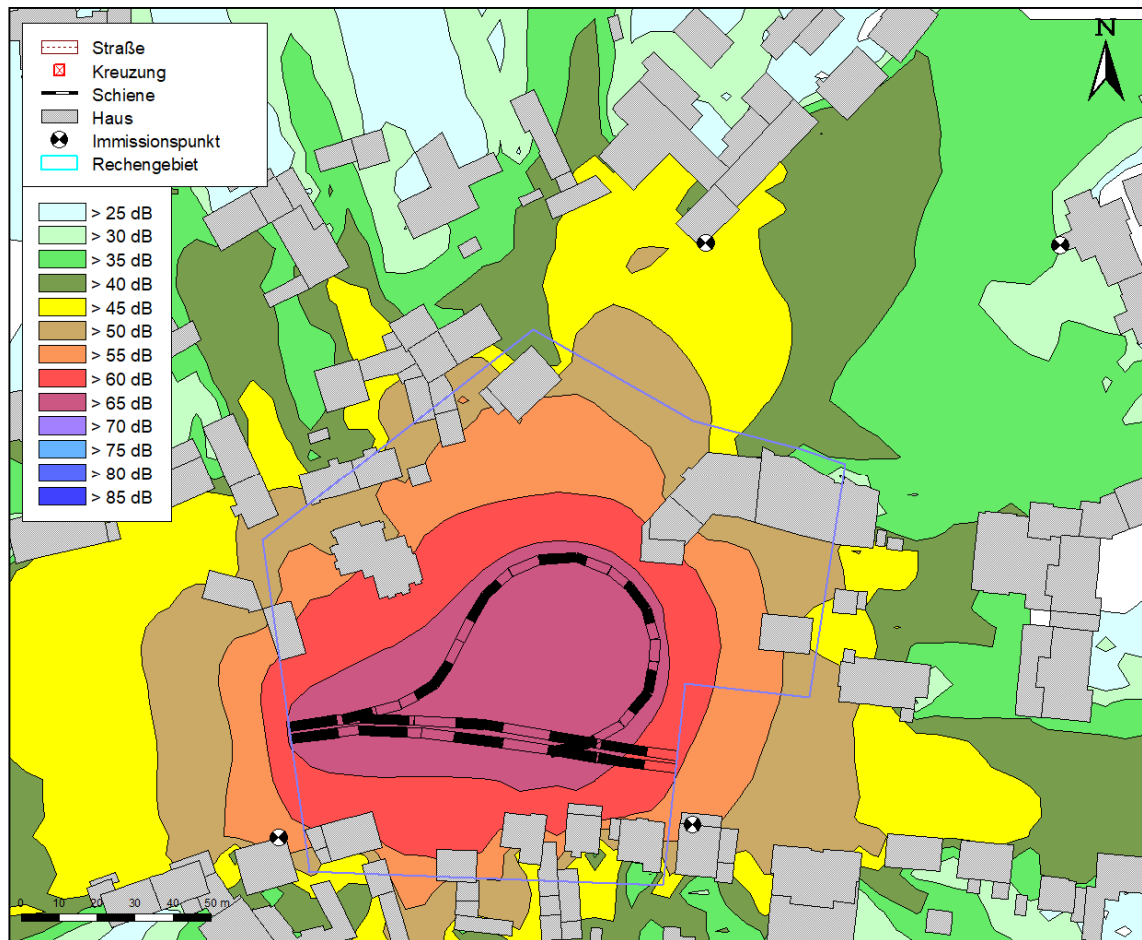 N
Straße
Kreuzung
Schiene
Haus
Immissionspunkt
Rechengebiet
> 25 dB
> 30 dB
> 35 dB
> 40 dB
> 45 dB
> 50 dB
> 55 dB
> 60 dB
> 65 dB
> 70 dB
> 75 dB
> 80 dB
> 85 dB
0 10 20 30 40 50 m